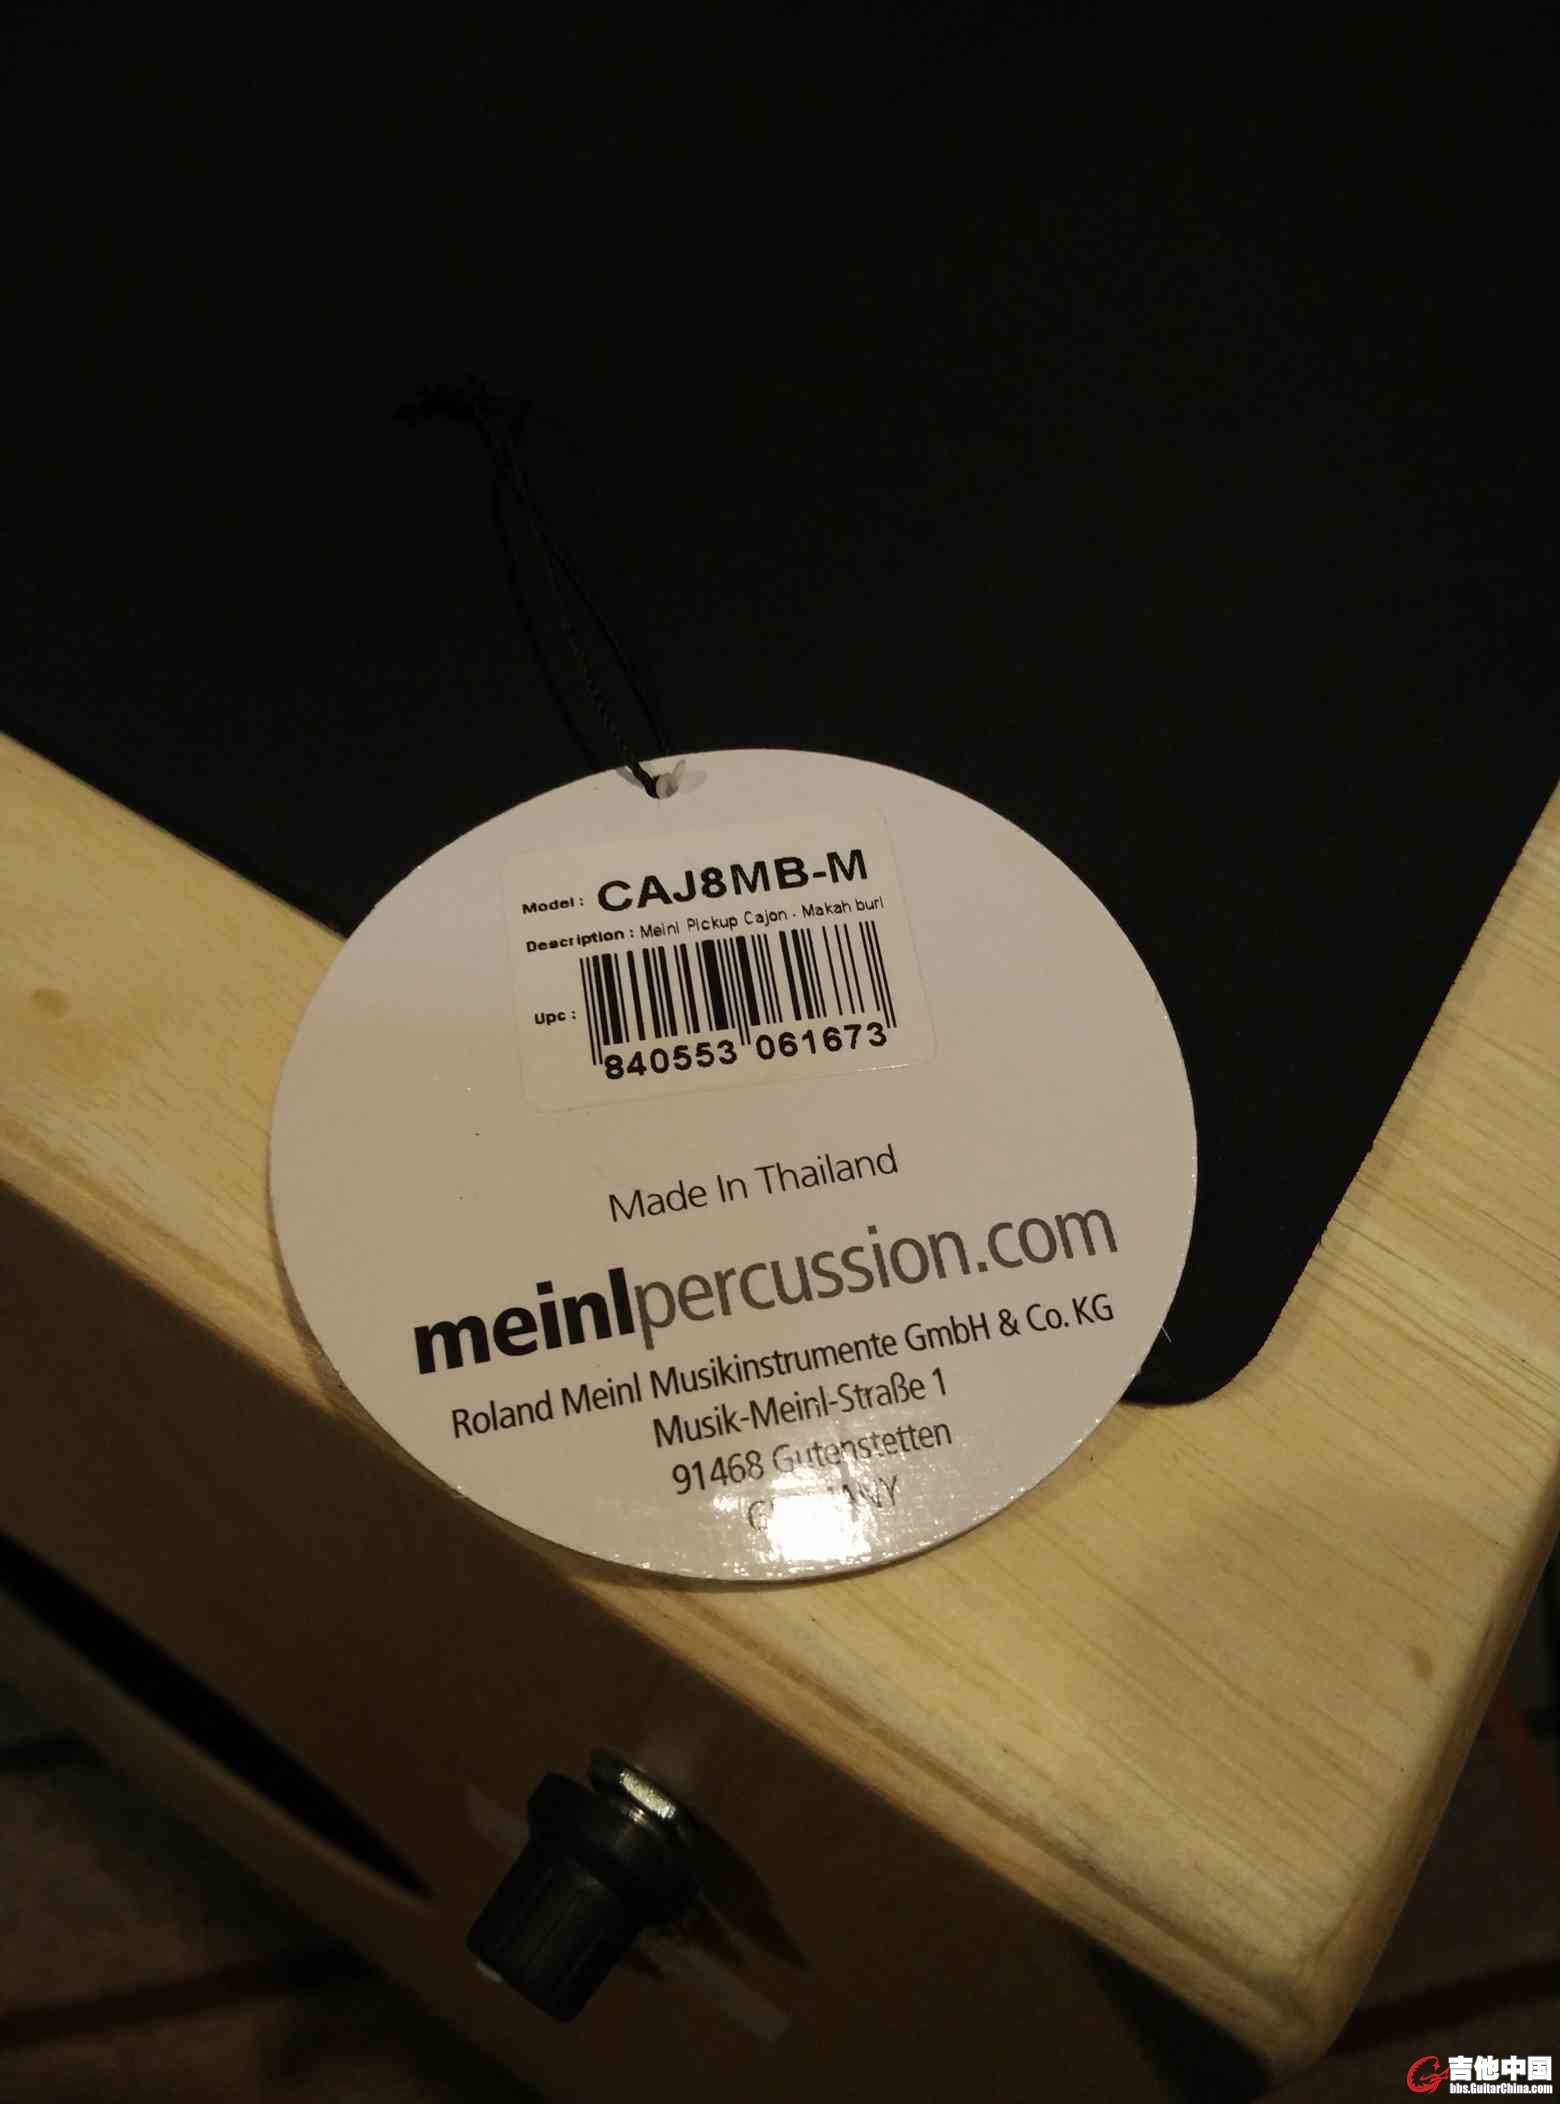 Model : CAJ8MB-M
Description : Meinl Pickup Cajon . Makah burl
Upc :
840553 061673
Made In Thailand
meinlpercussion.com
Roland Meinl Musikinstrumente GmbH & Co. KG
Musik-Meinl-Straße 1
91468 Gutenstetten
GERMANY
吉他中国
bbs.GuitarChina.com